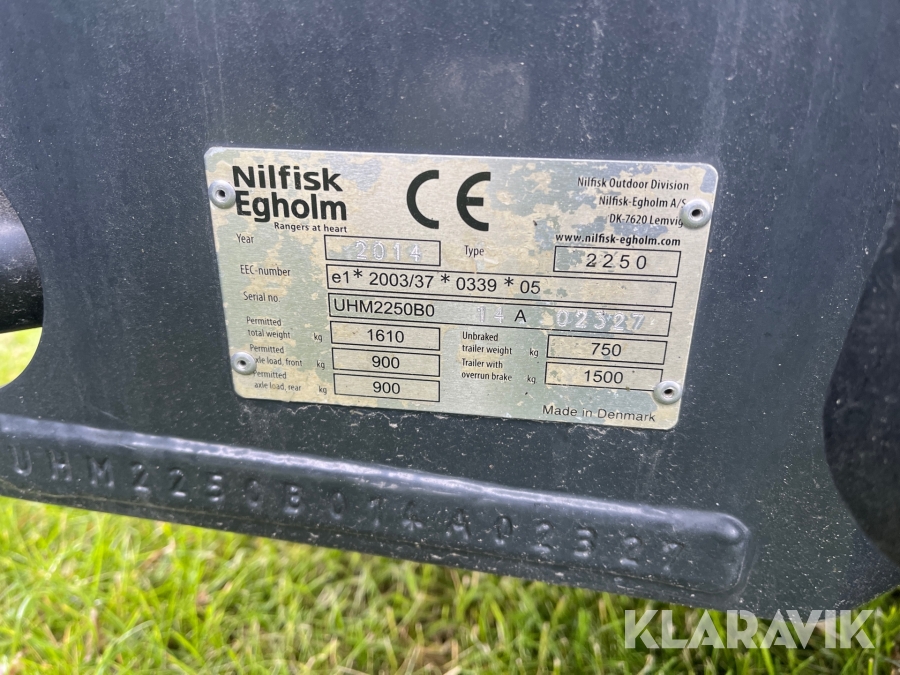 Nilfisk
Egholm
Rangers at heart
CE
Nilfisk Outdoor Division
Nilfisk-Egholm A/S
DK-7620 Lemvig
www.nilfisk-egholm.com
Year 2014 Type 2250
EEC-number e1* 2003/37 * 0339 * 05
Serial no. UHM2250B0 14 A 02327
Permitted total weight kg 1610
Unbraked trailer weight kg 750
Permitted axle load, front kg 900
Trailer with overrun brake kg 1500
Permitted axle load, rear kg 900
Made in Denmark
UHM2250B014A02327
KLARAVIK